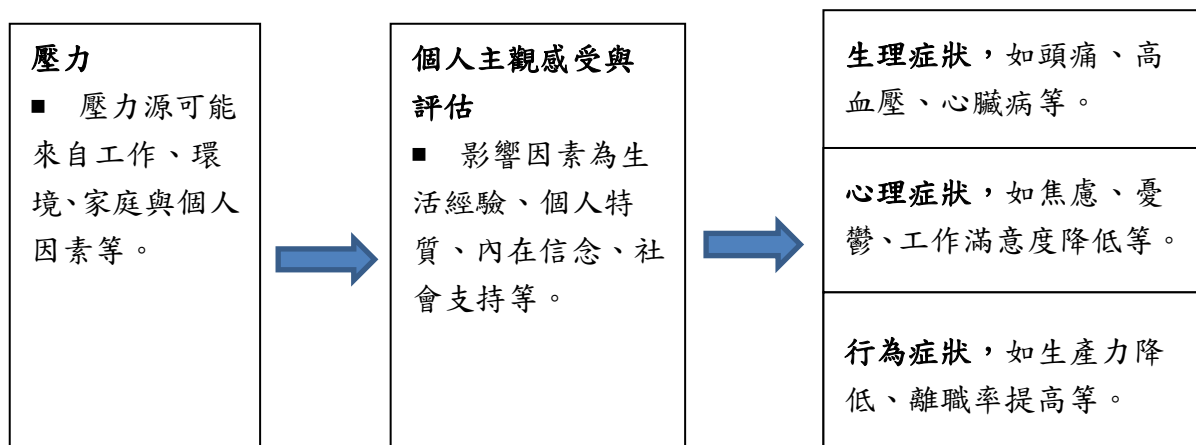 壓力
■ 壓力源可能
來自工作、環
境、家庭與個人
因素等。
個人主觀感受與
評估
■ 影響因素為生
活經驗、個人特
質、內在信念、社
會支持等。
生理症狀，如頭痛、高
血壓、心臟病等。
心理症狀，如焦慮、憂
鬱、工作滿意度降低等。
行為症狀，如生產力降
低、離職率提高等。